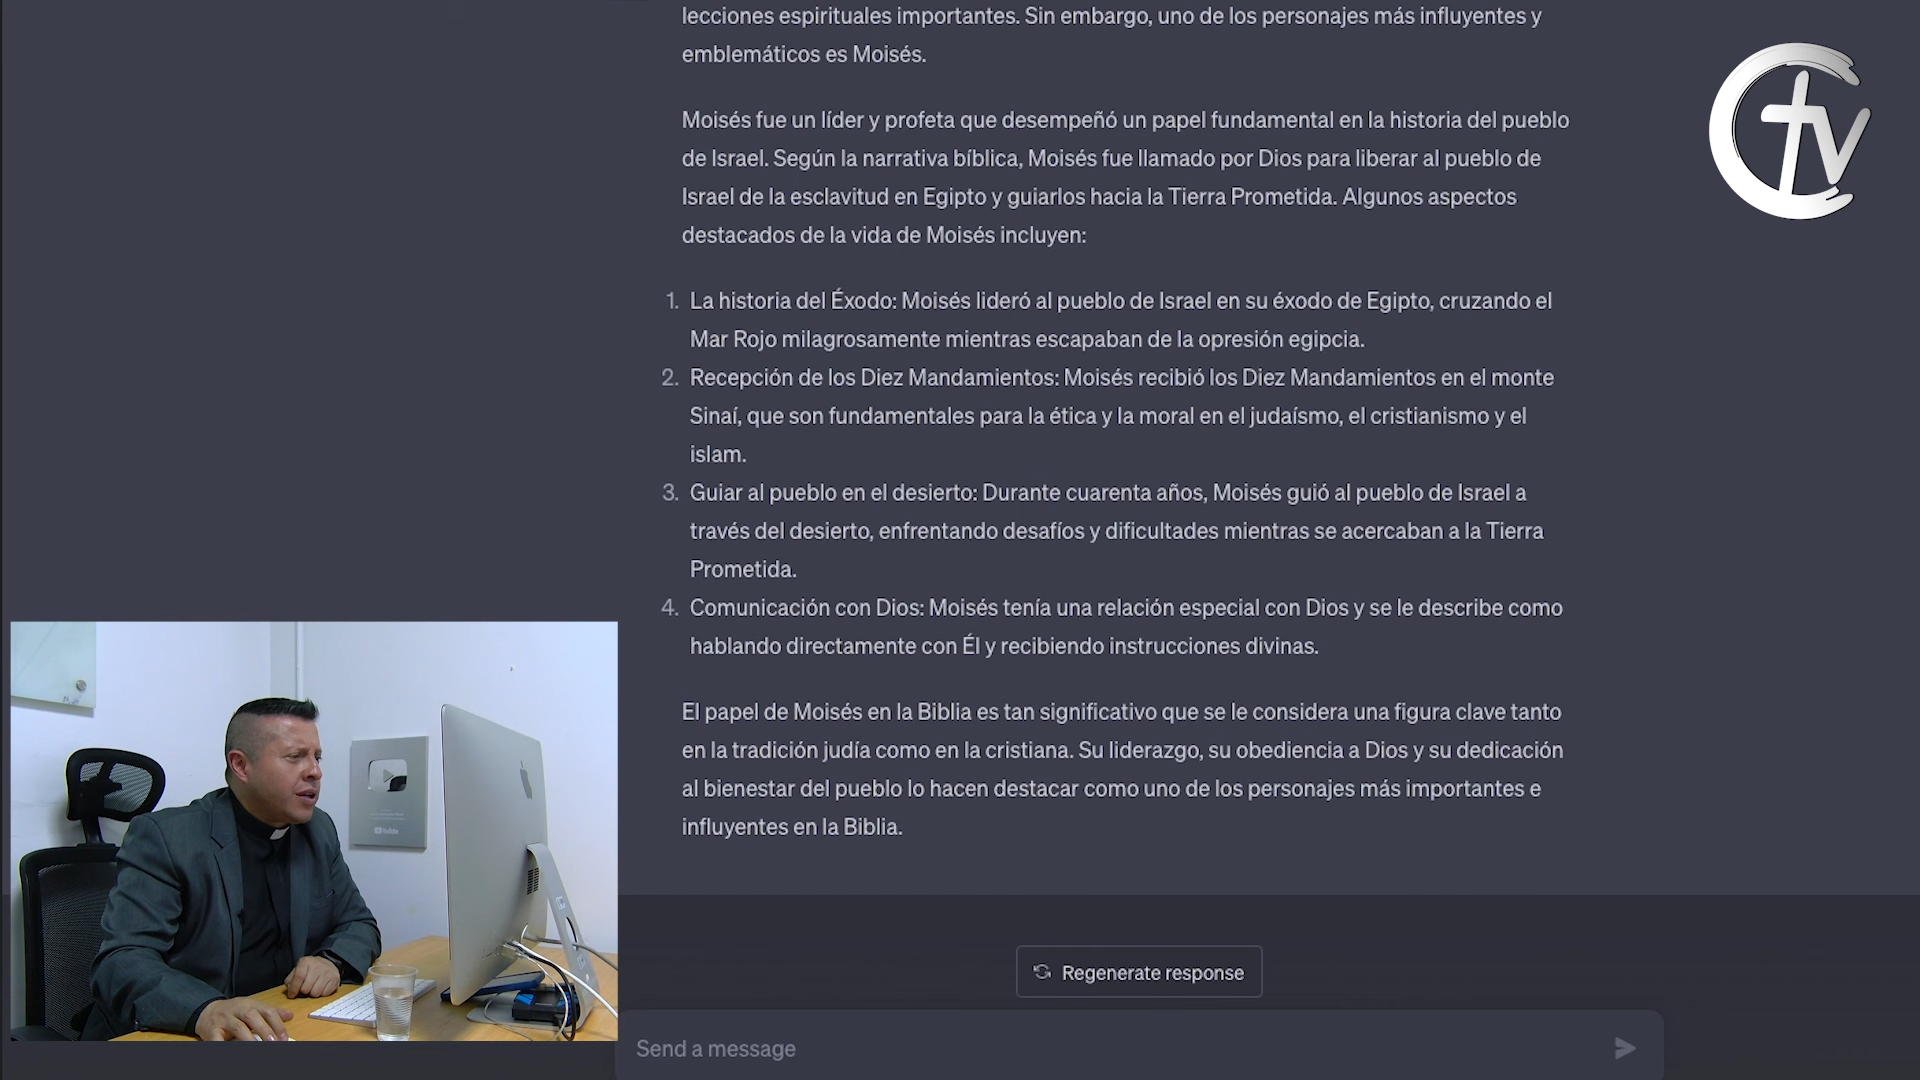 lecciones espirituales importantes. Sin embargo, uno de los personajes más influyentes y
emblemáticos es Moisés.
Moisés fue un líder y profeta que desempeñó un papel fundamental en la historia del pueblo
de Israel. Según la narrativa bíblica, Moisés fue llamado por Dios para liberar al pueblo de
Israel de la esclavitud en Egipto y guiarlos hacia la Tierra Prometida. Algunos aspectos
destacados de la vida de Moisés incluyen:
1. La historia del Éxodo: Moisés lideró al pueblo de Israel en su éxodo de Egipto, cruzando el
Mar Rojo milagrosamente mientras escapaban de la opresión egipcia.
2. Recepción de los Diez Mandamientos: Moisés recibió los Diez Mandamientos en el monte
Sinaí, que son fundamentales para la ética y la moral en el judaísmo, el cristianismo y el
islam.
3. Guiar al pueblo en el desierto: Durante cuarenta años, Moisés guió al pueblo de Israel a
través del desierto, enfrentando desafíos y dificultades mientras se acercaban a la Tierra
Prometida.
4. Comunicación con Dios: Moisés tenía una relación especial con Dios y se le describe como
hablando directamente con Él y recibiendo instrucciones divinas.
El papel de Moisés en la Biblia es tan significativo que se le considera una figura clave tanto
en la tradición judía como en la cristiana. Su liderazgo, su obediencia a Dios y su dedicación
al bienestar del pueblo lo hacen destacar como uno de los personajes más importantes e
influyentes en la Biblia.
Regenerate response
Send a message
CTV
YouTube